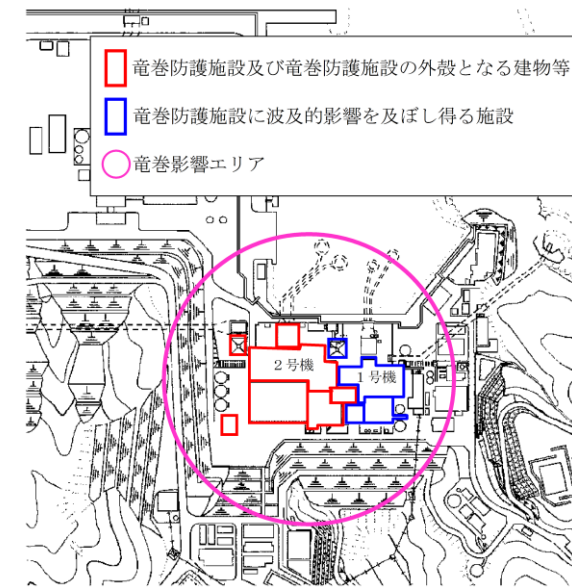 竜巻防護施設及び竜巻防護施設の外殻となる建物等
竜巻防護施設に波及的影響を及ぼし得る施設
竜巻影響エリア
2号機
1号機